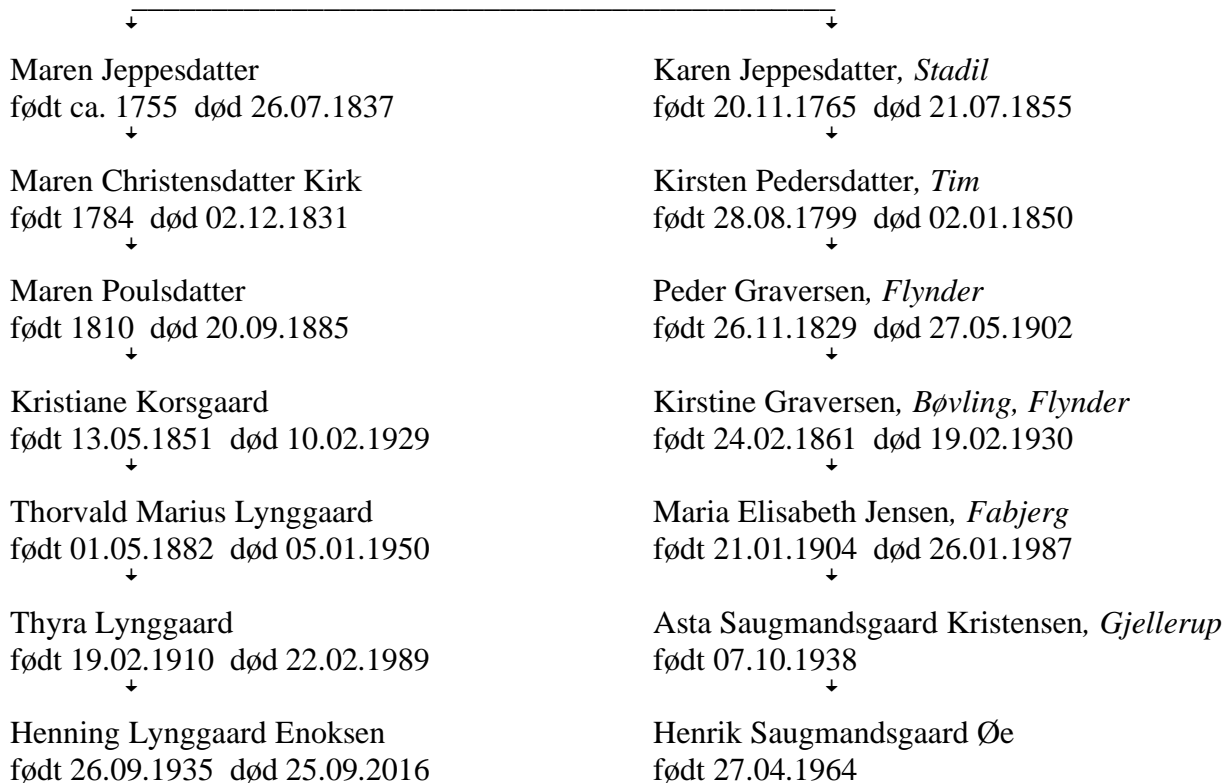 Maren Jeppesdatter
født ca. 1755 død 26.07.1837
Karen Jeppesdatter, Stadil
født 20.11.1765 død 21.07.1855
Maren Christensdatter Kirk
født 1784 død 02.12.1831
Kirsten Pedersdatter, Tim
født 28.08.1799 død 02.01.1850
Maren Poulsdatter
født 1810 død 20.09.1885
Peder Graversen, Flynder
født 26.11.1829 død 27.05.1902
Kristiane Korsgaard
født 13.05.1851 død 10.02.1929
Kirstine Graversen, Bøvling, Flynder
født 24.02.1861 død 19.02.1930
Thorvald Marius Lynggaard
født 01.05.1882 død 05.01.1950
Maria Elisabeth Jensen, Fabjerg
født 21.01.1904 død 26.01.1987
Thyra Lynggaard
født 19.02.1910 død 22.02.1989
Asta Saugmandsgaard Kristensen, Gjellerup
født 07.10.1938
Henning Lynggaard Enoksen
født 26.09.1935 død 25.09.2016
Henrik Saugmandsgaard Øe
født 27.04.1964